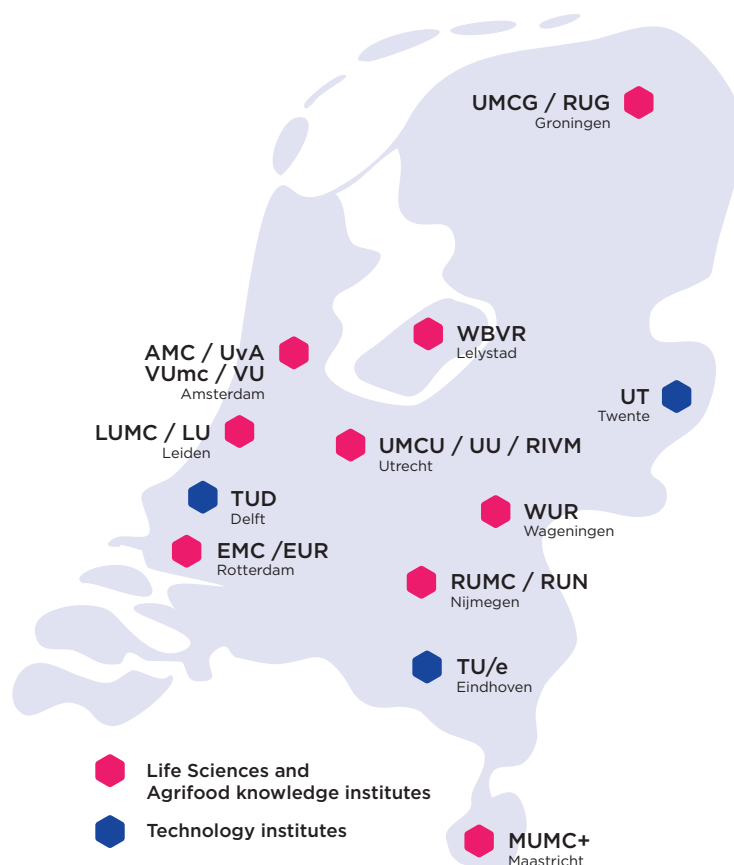 UMCG / RUG
Groningen
WBVR
Lelystad
AMC / UvA
VUmc / VU
Amsterdam
UT
Twente
LUMC / LU
Leiden
UMCU / UU / RIVM
Utrecht
TUD
Delft
WUR
Wageningen
EMC /EUR
Rotterdam
RUMC / RUN
Nijmegen
TU/e
Eindhoven
Life Sciences and
Agrifood knowledge institutes
Technology institutes
MUMC+
Maastricht